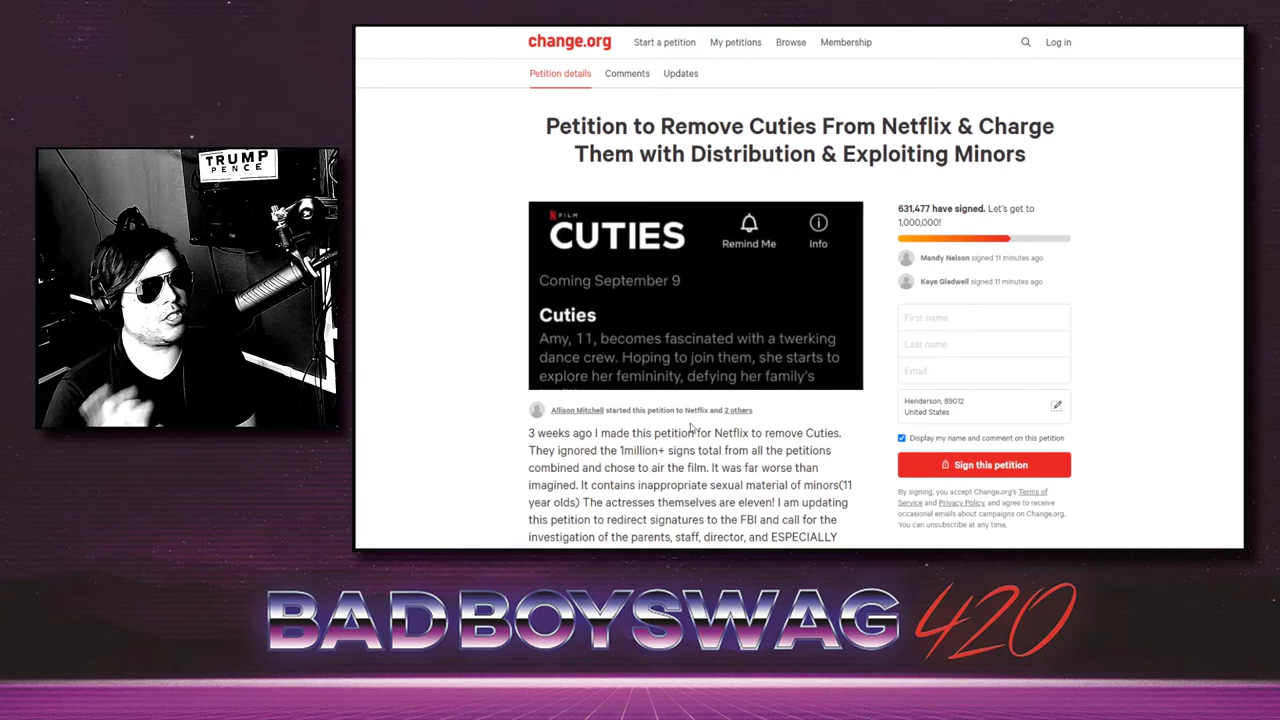 TRUMP
PENCE
change.org
Start a petition
My petitions
Browse
Membership
Log in
Petition details
Comments
Updates
Petition to Remove Cuties From Netflix & Charge
Them with Distribution & Exploiting Minors
N FILM
CUTIES
Remind Me
Info
Coming September 9
Cuties
Amy, 11, becomes fascinated with a twerking
dance crew. Hoping to join them, she starts to
explore her femininity, defying her family's
Allison Mitchell started this petition to Netflix and 2 others
3 weeks ago I made this petition for Netflix to remove Cuties.
They ignored the 1million+ signs total from all the petitions
combined and chose to air the film. It was far worse than
imagined. It contains inappropriate sexual material of minors(11
year olds) The actresses themselves are eleven! I am updating
this petition to redirect signatures to the FBI and call for the
investigation of the parents, staff, director, and ESPECIALLY
631,477 have signed. Let's get to
1,000,000!
Mandy Nelson signed 11 minutes ago
Kaye Gladwell signed 11 minutes ago
First name
Last name
Email
Henderson, 89012
United States
Display my name and comment on this petition
Sign this petition
By signing, you accept Change.org's Terms of
Service and Privacy Policy, and agree to receive
occasional emails about campaigns on Change.org.
You can unsubscribe at any time.
BADBOYSWAG 420